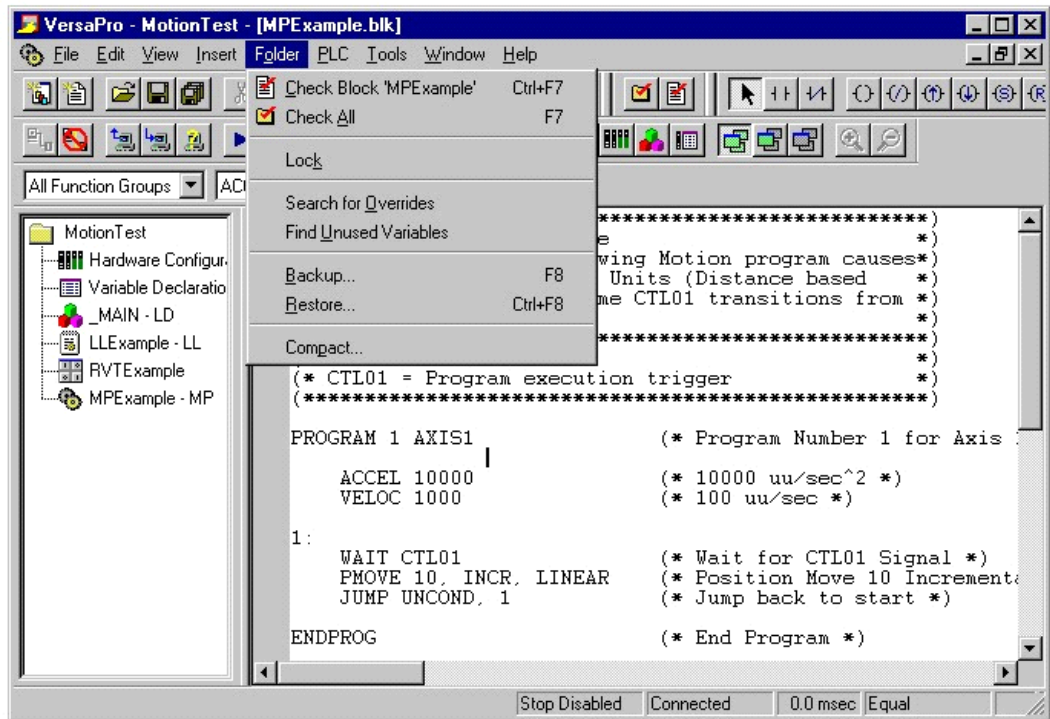 VersaPro - MotionTest - [MPExample.blk]
File Edit View Insert Folder PLC Tools Window Help
Check Block 'MPExample' Ctrl+F7
Check All F7
Lock
Search for Overrides
Find Unused Variables
Backup... F8
Restore... Ctrl+F8
Compact...
All Function Groups
MotionTest
Hardware Configur
Variable Declaratio
_MAIN - LD
LLExample - LL
RVTExample
MPExample - MP
***************************)
e *)
wing Motion program causes*)
Units (Distance based *)
me CTL01 transitions from *)
*)
***************************)
*)
(* CTL01 = Program execution trigger *)
(***************************************************)
PROGRAM 1 AXIS1 (* Program Number 1 for Axis
ACCEL 10000 (* 10000 uu/sec^2 *)
VELOC 1000 (* 100 uu/sec *)
1:
WAIT CTL01 (* Wait for CTL01 Signal *)
PMOVE 10, INCR, LINEAR (* Position Move 10 Increment
JUMP UNCOND, 1 (* Jump back to start *)
ENDPROG (* End Program *)
Stop Disabled Connected 0.0 msec Equal